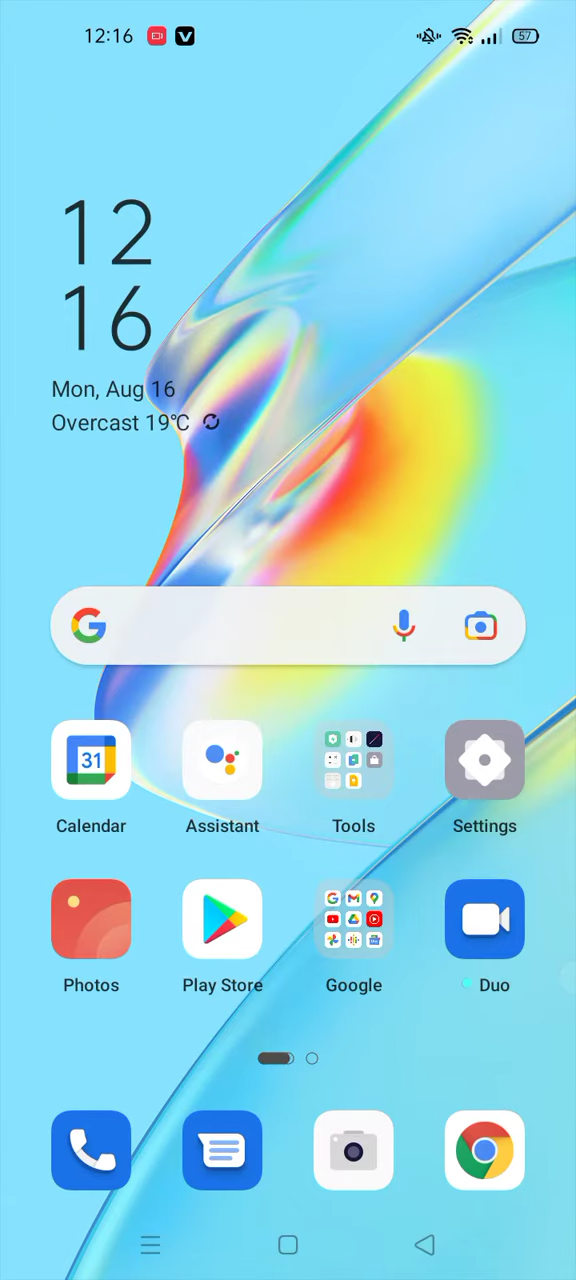 12:16
57
12
16
Mon, Aug 16
Overcast 19℃
31
Calendar
Assistant
Tools
Settings
Photos
Play Store
Google
Duo